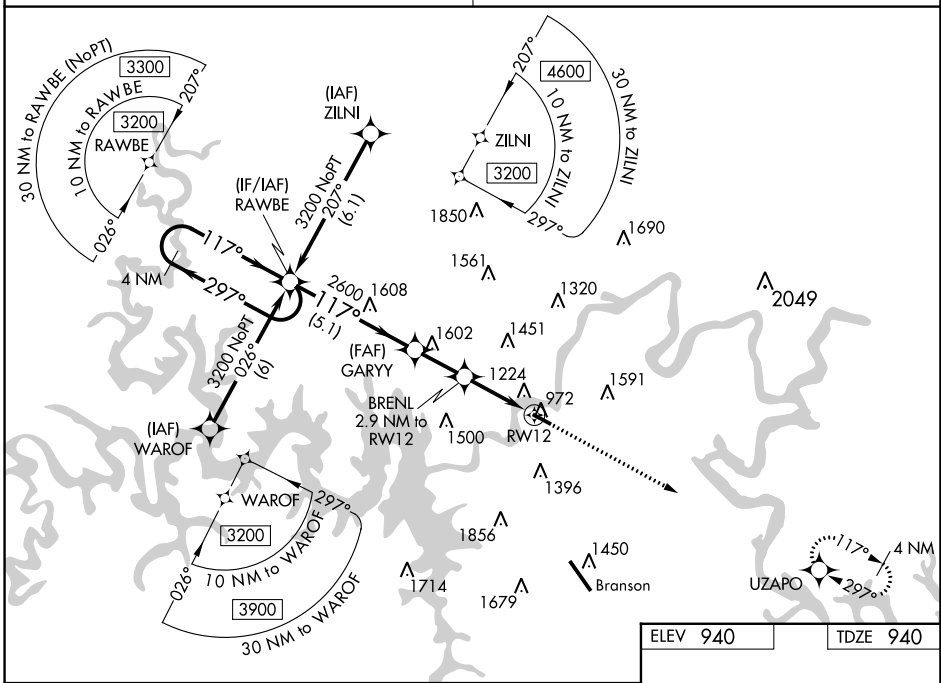 30 NM to RAWBE (NoPT)
3300
207°
10 NM to RAWBE
3200
RAWBE
026°
(IAF)
ZILNI
3200 NoPT
207°
(6.1)
207°
4600
30 NM to ZILNI
10 NM to ZILNI
ZILNI
3200
297°
(IF/IAF)
RAWBE
117°
4 NM
297°
2600
117°
(5.1)
3200 NoPT
026°
(6)
(IAF)
WAROF
1850
1690
1561
1608
1320
2049
1602
1451
(FAF)
GARYY
1224
1591
BRENL
2.9 NM to
RW12
972
1500
RW12
1396
WAROF
297°
3200
026°
10 NM to WAROF
3900
30 NM to WAROF
1856
1714
1679
1450
Branson
117°
4 NM
UZAPO
297°
ELEV 940
TDZE 940